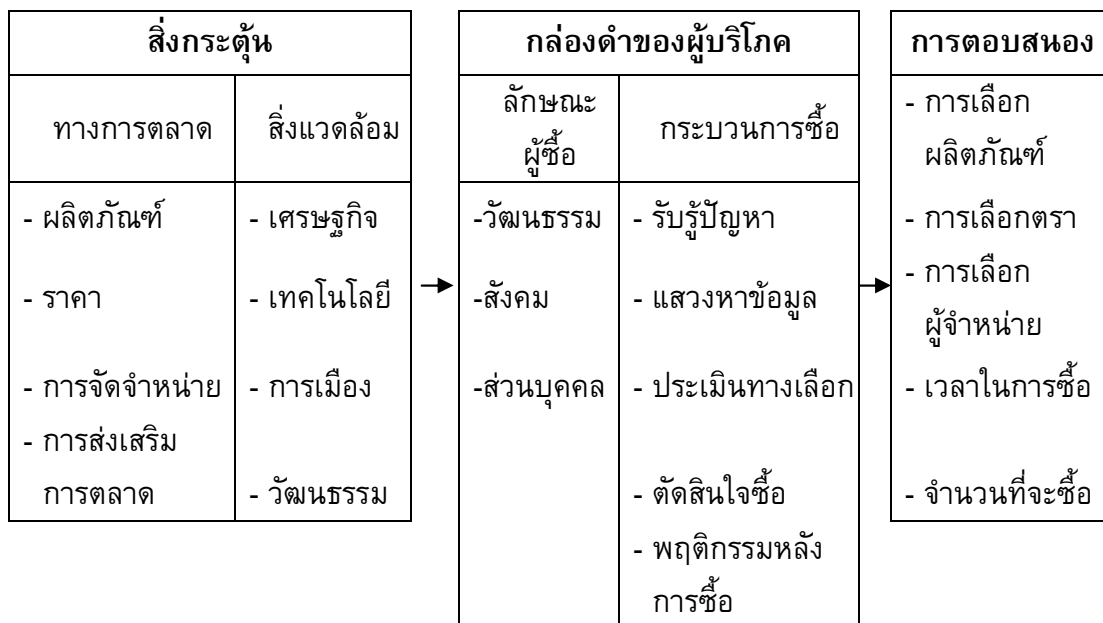 สิ่งกระตุ้น
ทางการตลาด
สิ่งแวดล้อม
- ผลิตภัณฑ์
- เศรษฐกิจ
- ราคา
- เทคโนโลยี
- การจัดจำหน่าย
- การเมือง
- การส่งเสริม
การตลาด
- วัฒนธรรม
กล่องดำของผู้บริโภค
ลักษณะ
ผู้ซื้อ
กระบวนการซื้อ
-วัฒนธรรม
- รับรู้ปัญหา
-สังคม
- แสวงหาข้อมูล
-ส่วนบุคคล
- ประเมินทางเลือก
- ตัดสินใจซื้อ
- พฤติกรรมหลัง
การซื้อ
การตอบสนอง
- การเลือก
ผลิตภัณฑ์
- การเลือกตรา
- การเลือก
ผู้จำหน่าย
- เวลาในการซื้อ
- จำนวนที่จะซื้อ